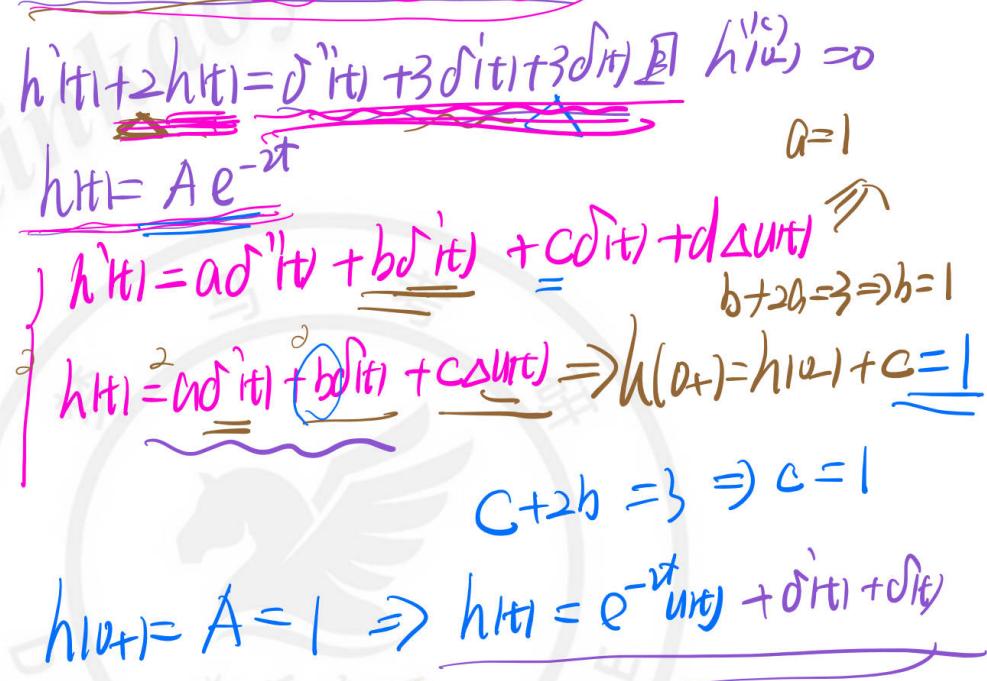 h'(t)+2h(t)=δ''(t)+3δ'(t)+3δ(t) 且 h^(k)(0-)=0
a=1
h(t)=Ae^{-2t}
h'(t)=aδ''(t)+bδ'(t)+cδ(t)+dΔu(t)
b+2a=3⇒b=1
h(t)=aδ'(t)+bδ(t)+cΔu(t) ⇒h(0+)=h(0-)+c=1
c+2b=3 ⇒ c=1
h(0+)=A=1 ⇒ h(t)=e^{-2t}u(t)+δ'(t)+δ(t)